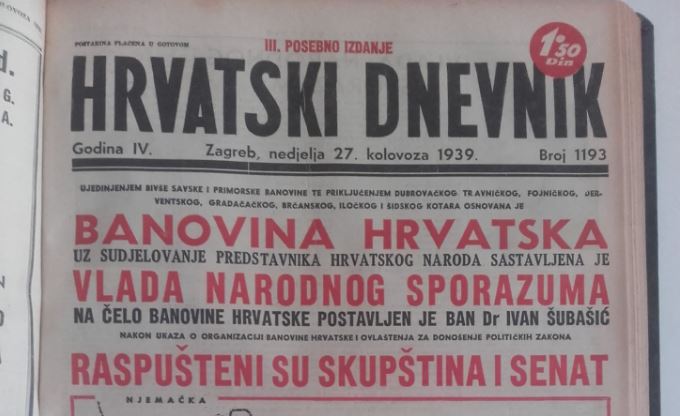 POŠTARINA PLAĆENA U GOTOVOM
III. POSEBNO IZDANJE
1·50
Din
HRVATSKI DNEVNIK
Godina IV. Zagreb, nedjelja 27. kolovoza 1939. Broj 1193
UJEDINJENJEM BIVŠE SAVSKE I PRIMORSKE BANOVINE TE PRIKLJUČENJEM DUBROVAČKOG, TRAVNIČKOG, FOJNIČKOG, DER-
VENTSKOG, GRADAČAČKOG, BRČANSKOG, ILOČKOG I ŠIDSKOG KOTARA OSNOVANA JE
BANOVINA HRVATSKA
UZ SUDJELOVANJE PREDSTAVNIKA HRVATSKOG NARODA SASTAVLJENA JE
VLADA NARODNOG SPORAZUMA
NA ČELO BANOVINE HRVATSKE POSTAVLJEN JE BAN Dr IVAN ŠUBAŠIĆ
NAKON UKAZA O ORGANIZACIJI BANOVINE HRVATSKE I OVLAŠTENJA ZA DONOŠENJE POLITIČKIH ZAKONA
RASPUŠTENI SU SKUPŠTINA I SENAT
NJEMAČKA